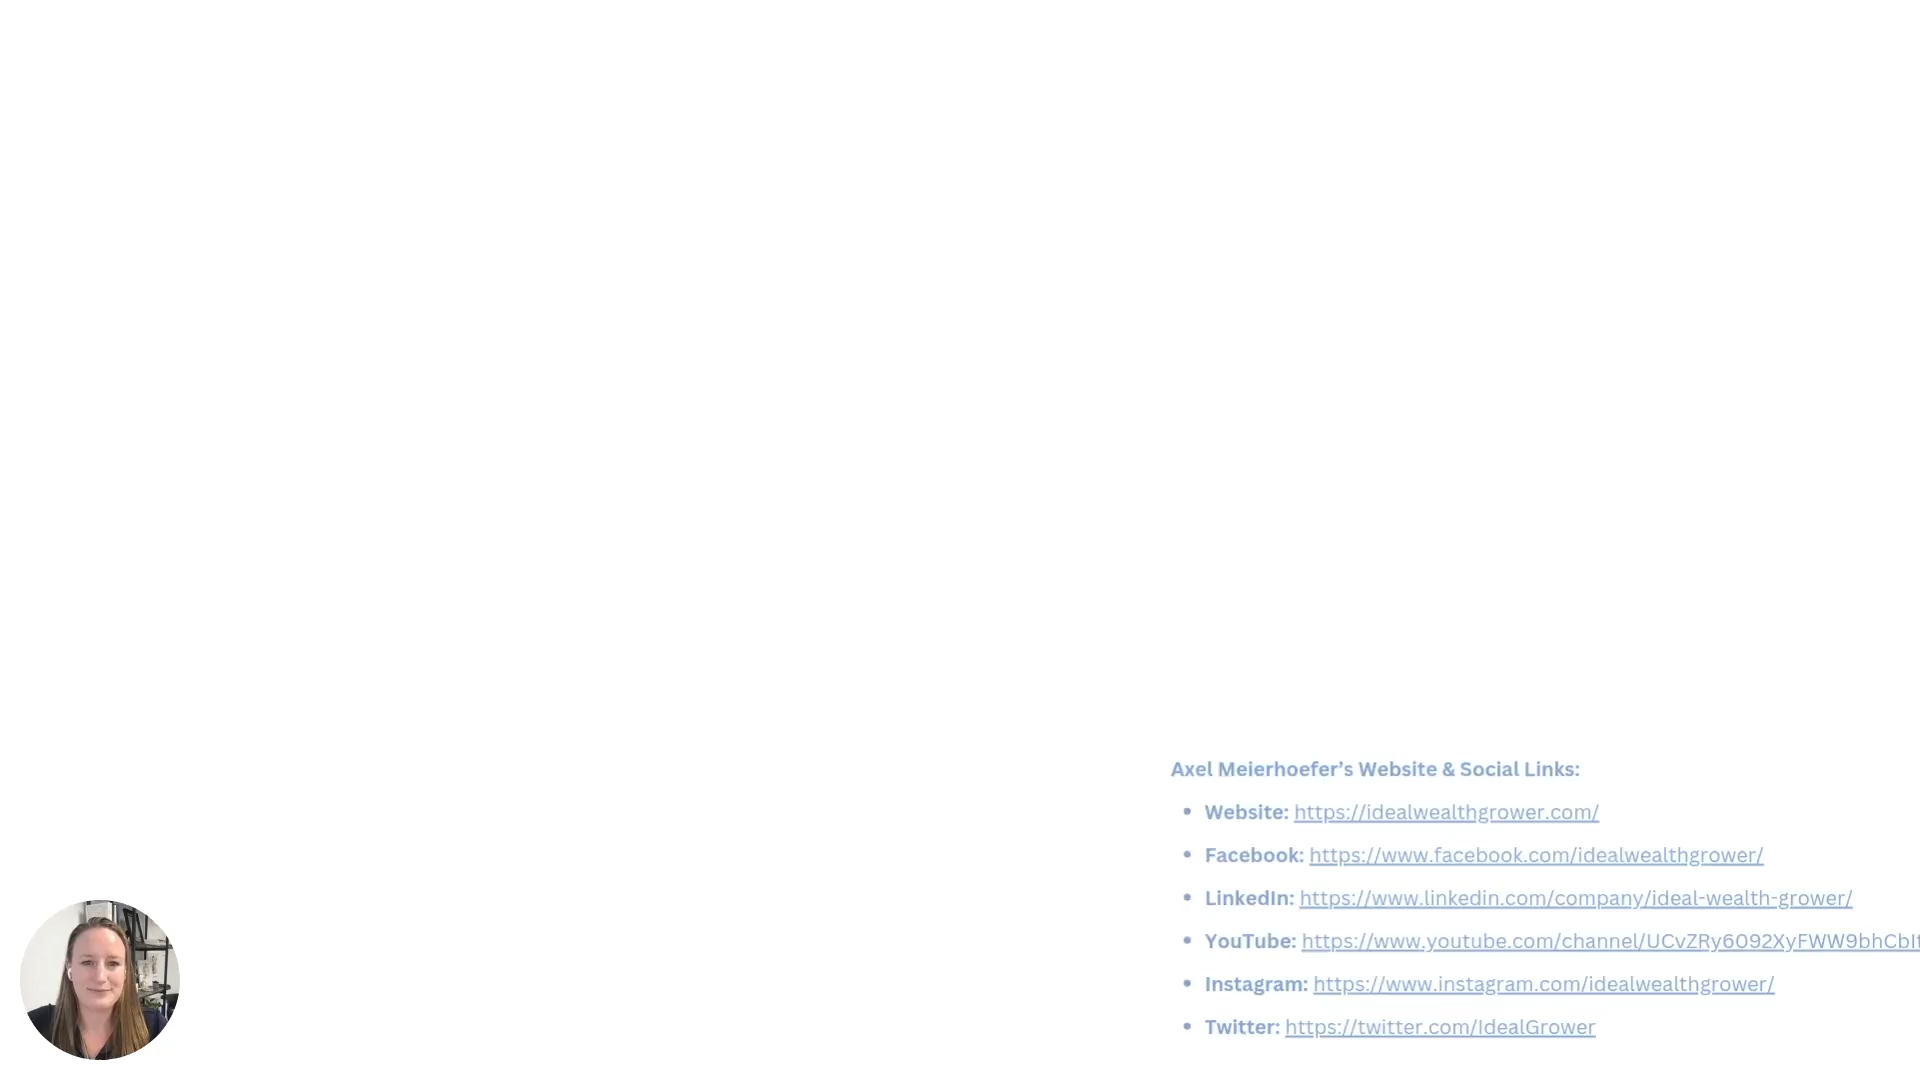 Axel Meierhoefer’s Website & Social Links:
• Website: https://idealwealthgrower.com/
• Facebook: https://www.facebook.com/idealwealthgrower/
• LinkedIn: https://www.linkedin.com/company/ideal-wealth-grower/
• YouTube: https://www.youtube.com/channel/UCvZRy6O92XyFWW9bhCbI
• Instagram: https://www.instagram.com/idealwealthgrower/
• Twitter: https://twitter.com/IdealGrower